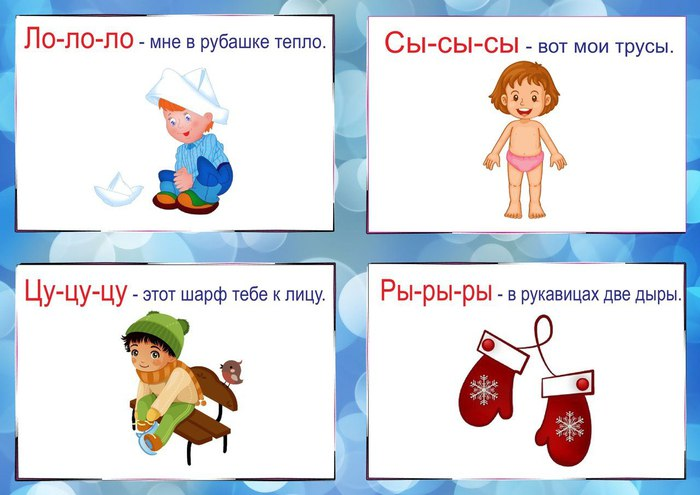 Ло-ло-ло - мне в рубашке тепло.
Сы-сы-сы - вот мои трусы.
Цу-цу-цу - этот шарф тебе к лицу.
Ры-ры-ры - в рукавицах две дыры.